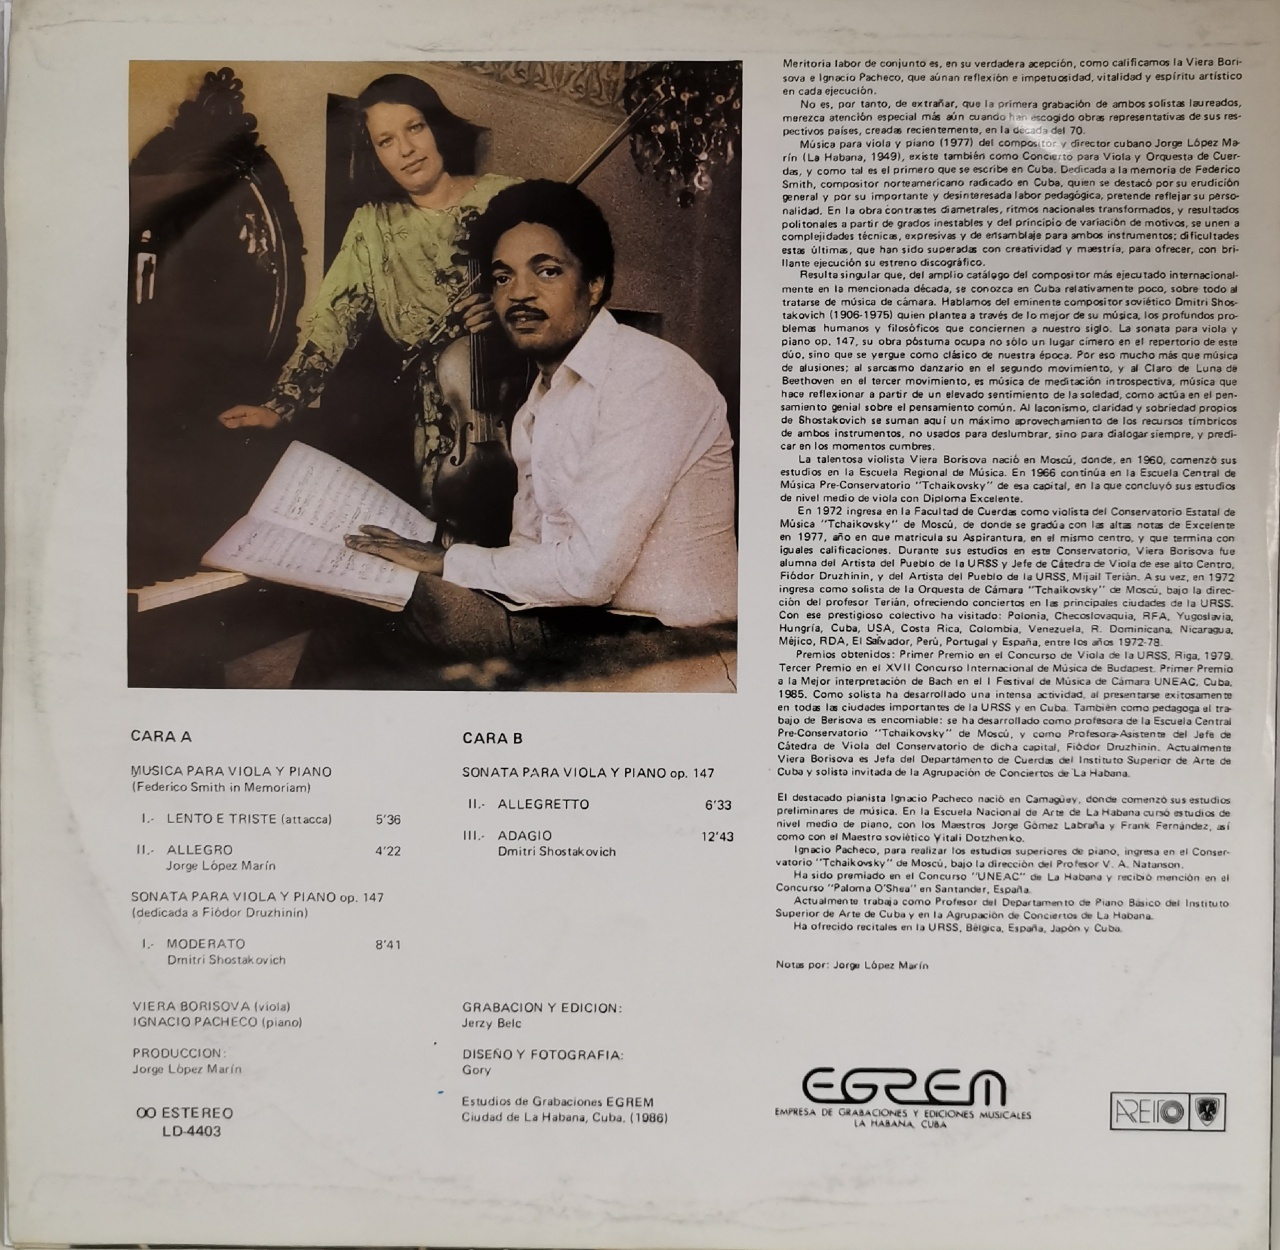 Meritoria labor de conjunto es, en su verdadera acepción, como calificamos la Viera Bori-
sova e Ignacio Pacheco, que aúnan reflexión e impetuosidad, vitalidad y espíritu artístico
en cada ejecución.
No es, por tanto, de extrañar, que la primera grabación de ambos solistas laureados,
merezca atención especial más aún cuando han escogido obras representativas de sus res-
pectivos países, creadas recientemente, en la década del 70.
Música para viola y piano (1977) del compositor y director cubano Jorge López Ma-
rín (La Habana, 1949), existe también como Concierto para Viola y Orquesta de Cuer-
das, y como tal es el primero que se escribe en Cuba. Dedicada a la memoria de Federico
Smith, compositor norteamericano radicado en Cuba, quien se destacó por su erudición
general y por su importante y desinteresada labor pedagógica, pretende reflejar su perso-
nalidad. En la obra contrastes diametrales, ritmos nacionales transformados, y resultados
politonales a partir de grados inestables y del principio de variación de motivos, se unen a
complejidades técnicas, expresivas y de ensamblaje para ambos instrumentos; dificultades
estas últimas, que han sido superadas con creatividad y maestría, para ofrecer, con bri-
llante ejecución su estreno discográfico.
Resulta singular que, del amplio catálogo del compositor más ejecutado internacional-
mente en la mencionada década, se conozca en Cuba relativamente poco, sobre todo al
tratarse de música de cámara. Hablamos del eminente compositor soviético Dmitri Shos-
takovich (1906-1975) quien plantea a través de lo mejor de su música, los profundos pro-
blemas humanos y filosóficos que conciernen a nuestro siglo. La sonata para viola y
piano op. 147, su obra póstuma ocupa no sólo un lugar címero en el repertorio de este
dúo, sino que se yergue como clásico de nuestra época. Por eso mucho más que música
de alusiones; al sarcasmo danzario en el segundo movimiento, y al Claro de Luna de
Beethoven en el tercer movimiento, es música de meditación introspectiva, música que
hace reflexionar a partir de un elevado sentimiento de la soledad, como actúa en el pen-
samiento genial sobre el pensamiento común. Al laconismo, claridad y sobriedad propios
de Shostakovich se suman aquí un máximo aprovechamiento de los recursos tímbricos
de ambos instrumentos, no usados para deslumbrar, sino para dialogar siempre, y predi-
car en los momentos cumbres.
La talentosa violista Viera Borisova nació en Moscú, donde, en 1960, comenzó sus
estudios en la Escuela Regional de Música. En 1966 continúa en la Escuela Central de
Música Pre-Conservatorio "Tchaikovsky" de esa capital, en la que concluyó sus estudios
de nivel medio de viola con Diploma Excelente.
En 1972 ingresa en la Facultad de Cuerdas como violista del Conservatorio Estatal de
Música "Tchaikovsky" de Moscú, de donde se gradúa con las altas notas de Excelente
en 1977, año en que matricula su Aspirantura, en el mismo centro, y que termina con
iguales calificaciones. Durante sus estudios en este Conservatorio, Viera Borisova fue
alumna del Artista del Pueblo de la URSS y Jefe de Cátedra de Viola de ese alto Centro,
Fiódor Druzhinin, y del Artista del Pueblo de la URSS, Mijail Terián. A su vez, en 1972
ingresa como solista de la Orquesta de Cámara "Tchaikovsky" de Moscú, bajo la direc-
ción del profesor Terián, ofreciendo conciertos en las principales ciudades de la URSS.
Con ese prestigioso colectivo ha visitado: Polonia, Checoslovaquia, RFA, Yugoslavia,
Hungría, Cuba, USA, Costa Rica, Colombia, Venezuela, R. Dominicana, Nicaragua,
Méjico, RDA, El Salvador, Perú, Portugal y España, entre los años 1972-78.
Premios obtenidos: Primer Premio en el Concurso de Viola de la URSS, Riga, 1979.
Tercer Premio en el XVII Concurso Internacional de Música de Budapest. Primer Premio
a la Mejor interpretación de Bach en el I Festival de Música de Cámara UNEAC, Cuba,
1985. Como solista ha desarrollado una intensa actividad, al presentarse exitosamente
en todas las ciudades importantes de la URSS y en Cuba. También como pedagoga el tra-
bajo de Berisova es encomiable: se ha desarrollado como profesora de la Escuela Central
Pre-Conservatorio "Tchaikovsky" de Moscú, y como Profesora-Asistente del Jefe de
Cátedra de Viola del Conservatorio de dicha capital, Fiódor Druzhinin. Actualmente
Viera Borisova es Jefa del Departamento de Cuerdas del Instituto Superior de Arte de
Cuba y solista invitada de la Agrupación de Conciertos de La Habana.
El destacado pianista Ignacio Pacheco nació en Camagüey, donde comenzó sus estudios
preliminares de música. En la Escuela Nacional de Arte de La Habana cursó estudios de
nivel medio de piano, con los Maestros Jorge Gómez Labraña y Frank Fernández, así
como con el Maestro soviético Vitali Dotzhenko.
Ignacio Pacheco, para realizar los estudios superiores de piano, ingresa en el Conser-
vatorio "Tchaikovsky" de Moscú, bajo la dirección del Profesor V. A. Natanson.
Ha sido premiado en el Concurso "UNEAC" de La Habana y recibió mención en el
Concurso "Paloma O'Shea" en Santander, España.
Actualmente trabaja como Profesor del Departamento de Piano Básico del Instituto
Superior de Arte de Cuba y en la Agrupación de Conciertos de La Habana.
Ha ofrecido recitales en la URSS, Bélgica, España, Japón y Cuba.
Notas por: Jorge López Marín
CARA A
MUSICA PARA VIOLA Y PIANO
(Federico Smith in Memoriam)
I.- LENTO E TRISTE (attacca) 5'36
II.- ALLEGRO 4'22
Jorge López Marín
SONATA PARA VIOLA Y PIANO op. 147
(dedicada a Fiódor Druzhinin)
I.- MODERATO 8'41
Dmitri Shostakovich
CARA B
SONATA PARA VIOLA Y PIANO op. 147
II.- ALLEGRETTO 6'33
III.- ADAGIO 12'43
Dmitri Shostakovich
VIERA BORISOVA (viola)
IGNACIO PACHECO (piano)
PRODUCCION:
Jorge López Marín
OO ESTEREO
LD-4403
GRABACION Y EDICION:
Jerzy Belc
DISEÑO Y FOTOGRAFIA:
Gory
Estudios de Grabaciones EGREM
Ciudad de La Habana, Cuba. (1986)
EGREM
EMPRESA DE GRABACIONES Y EDICIONES MUSICALES
LA HABANA, CUBA
AREITO